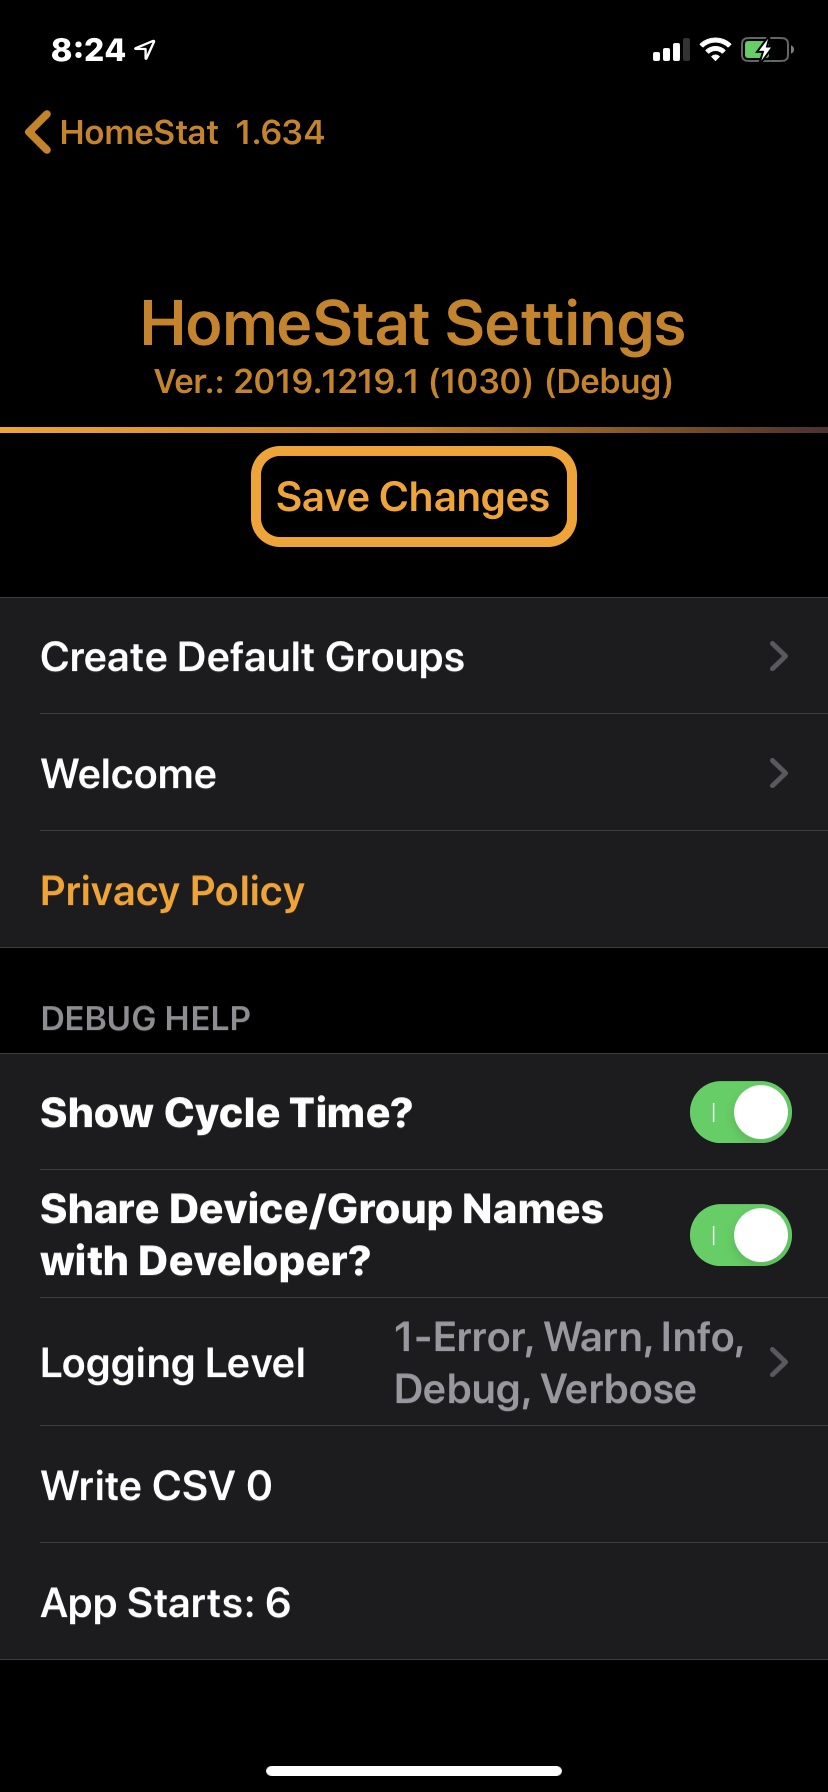 8:24
HomeStat 1.634
HomeStat Settings
Ver.: 2019.1219.1 (1030) (Debug)
Save Changes
Create Default Groups
Welcome
Privacy Policy
DEBUG HELP
Show Cycle Time?
Share Device/Group Names
with Developer?
Logging Level
1-Error, Warn, Info,
Debug, Verbose
Write CSV 0
App Starts: 6